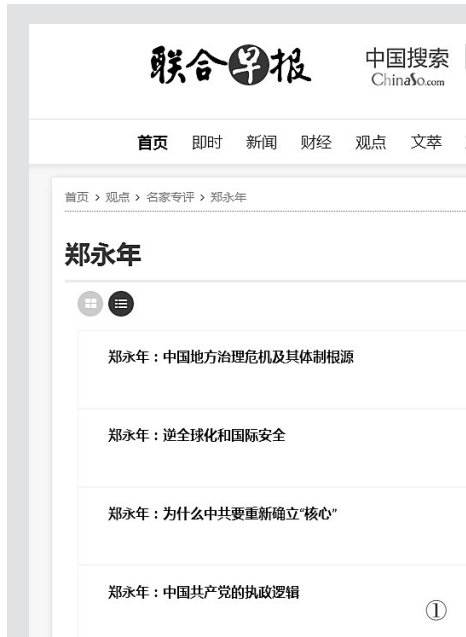 联合早报
中国搜索
ChinaSo.com
首页 即时 新闻 财经 观点 文萃
首页 > 观点 > 名家专评 > 郑永年
郑永年
郑永年：中国地方治理危机及其体制根源
郑永年：逆全球化和国际安全
郑永年：为什么中共要重新确立“核心”
郑永年：中国共产党的执政逻辑
①